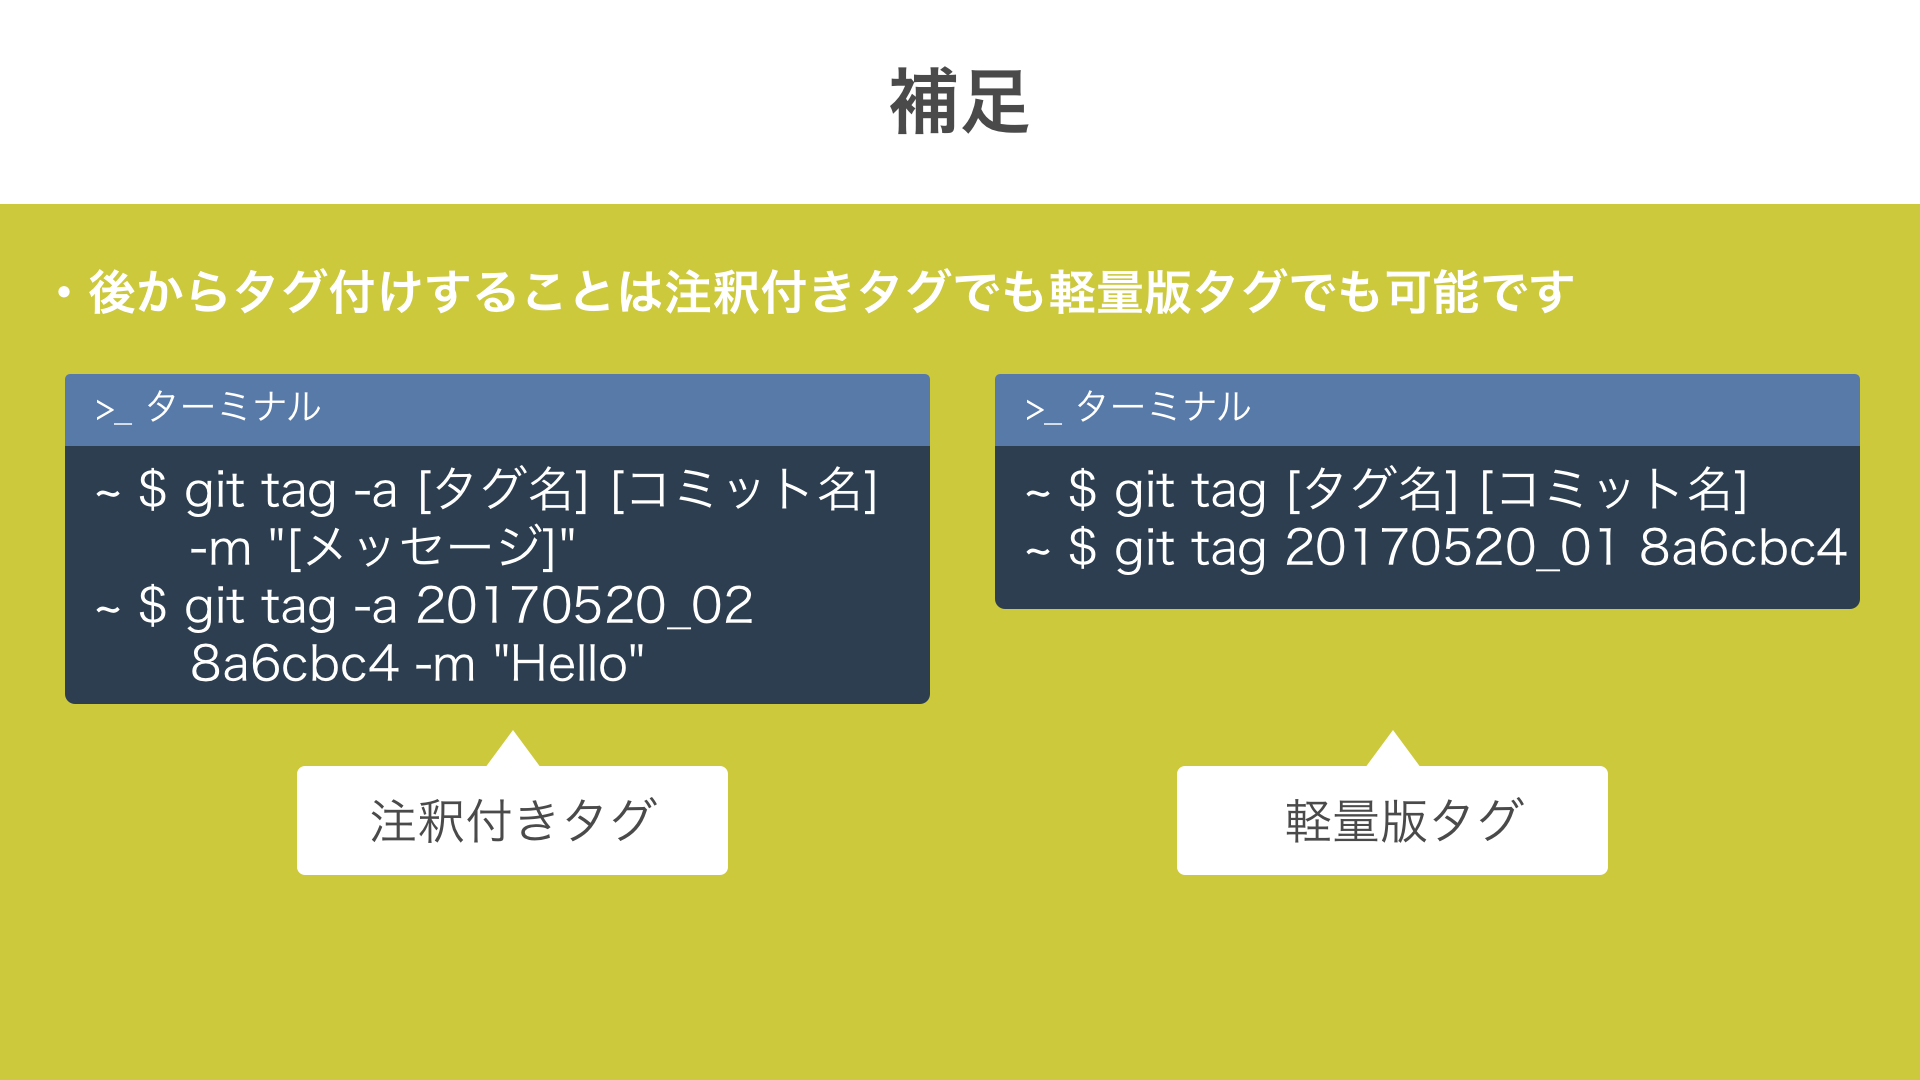 補足
・後からタグ付けすることは注釈付きタグでも軽量版タグでも可能です
>_ ターミナル
~ $ git tag -a [タグ名] [コミット名]
-m "[メッセージ]"
~ $ git tag -a 20170520_02
8a6cbc4 -m "Hello"
注釈付きタグ
>_ ターミナル
~ $ git tag [タグ名] [コミット名]
~ $ git tag 20170520_01 8a6cbc4
軽量版タグ